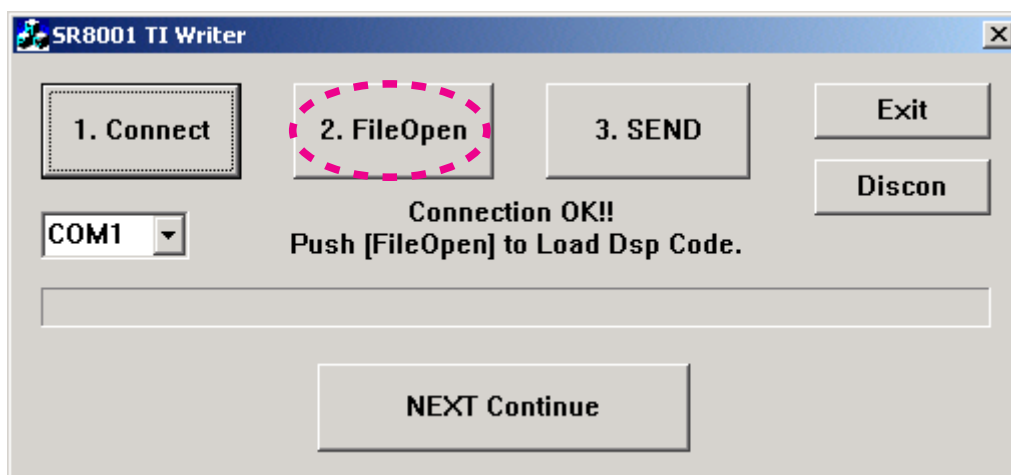 SR8001 TI Writer
1. Connect
2. FileOpen
3. SEND
Exit
Discon
COM1
Connection OK!!
Push [FileOpen] to Load Dsp Code.
NEXT Continue